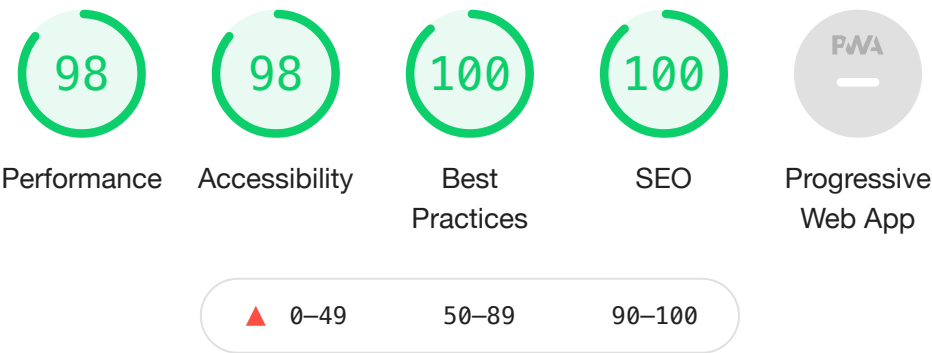 98 98 100 100 PWA
Performance Accessibility Best Practices SEO Progressive Web App
0–49 50–89 90–100